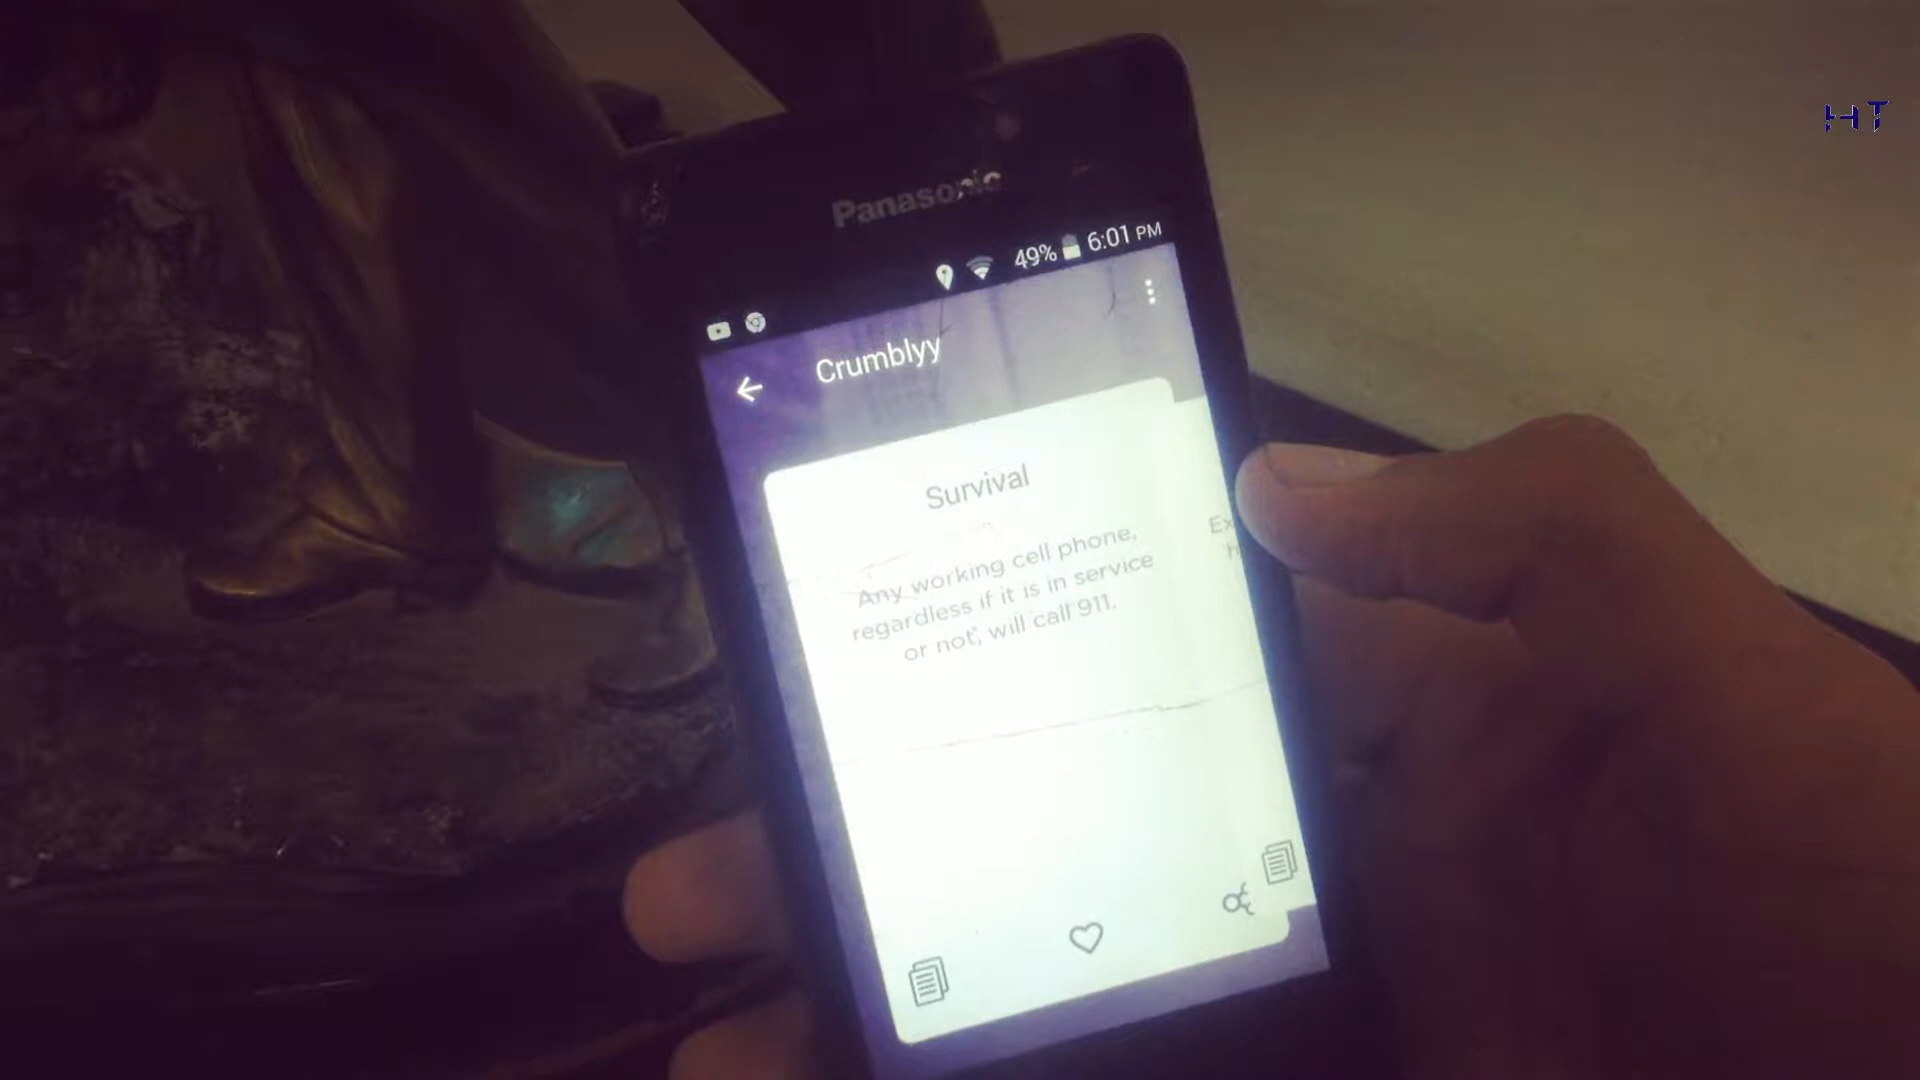 HT
Panasonic
49% 6:01 PM
Crumblyy
Survival
Any working cell phone,
regardless if it is in service
or not, will call 911.
Ex
h